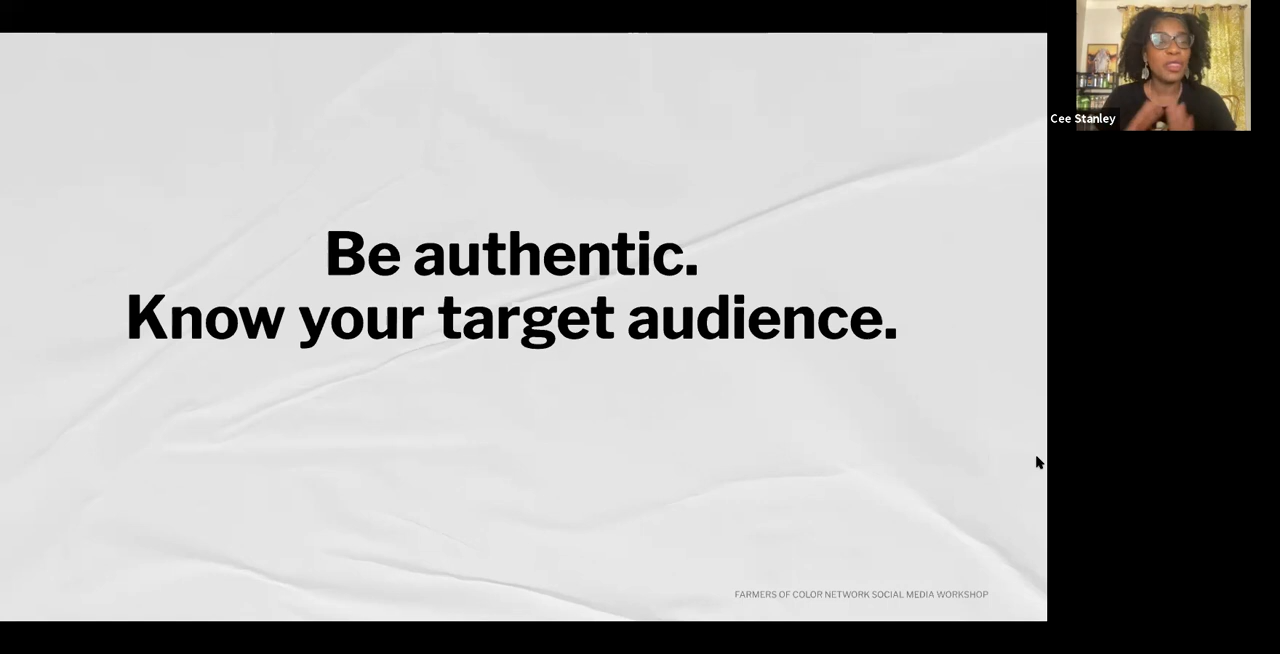 Be authentic.
Know your target audience.
FARMERS OF COLOR NETWORK SOCIAL MEDIA WORKSHOP
Cee Stanley